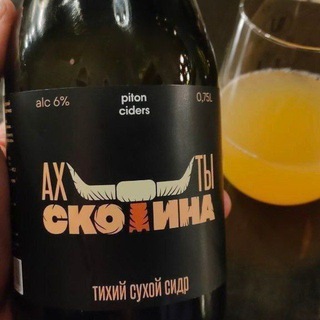 alc 6% piton ciders 0,75L
АХ ТЫ
СКОТИНА
ТИХИЙ СУХОЙ СИДР